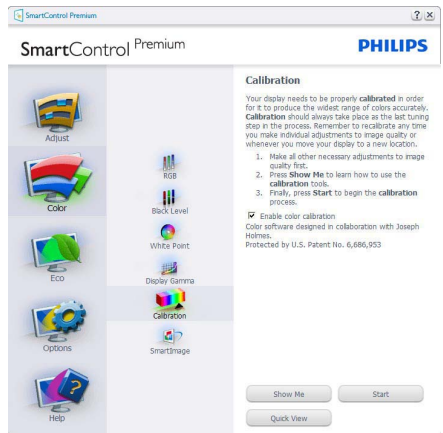 SmartControl Premium
? ×
SmartControl Premium
PHILIPS
Adjust
Color
Eco
Options
Help
RGB
Black Level
White Point
Display Gamma
Calibration
SmartImage
Calibration
Your display needs to be properly calibrated in order
for it to produce the widest range of colors accurately.
Calibration should always take place as the last tuning
step in the process. Remember to recalibrate any time
you make individual adjustments to image quality or
whenever you move your display to a new location.
1. Make all other necessary adjustments to image
quality first.
2. Press Show Me to learn how to use the
calibration tools.
3. Finally, press Start to begin the calibration
process.
Enable color calibration
Color software designed in collaboration with Joseph
Holmes.
Protected by U.S. Patent No. 6,686,953
Show Me
Start
Quick View